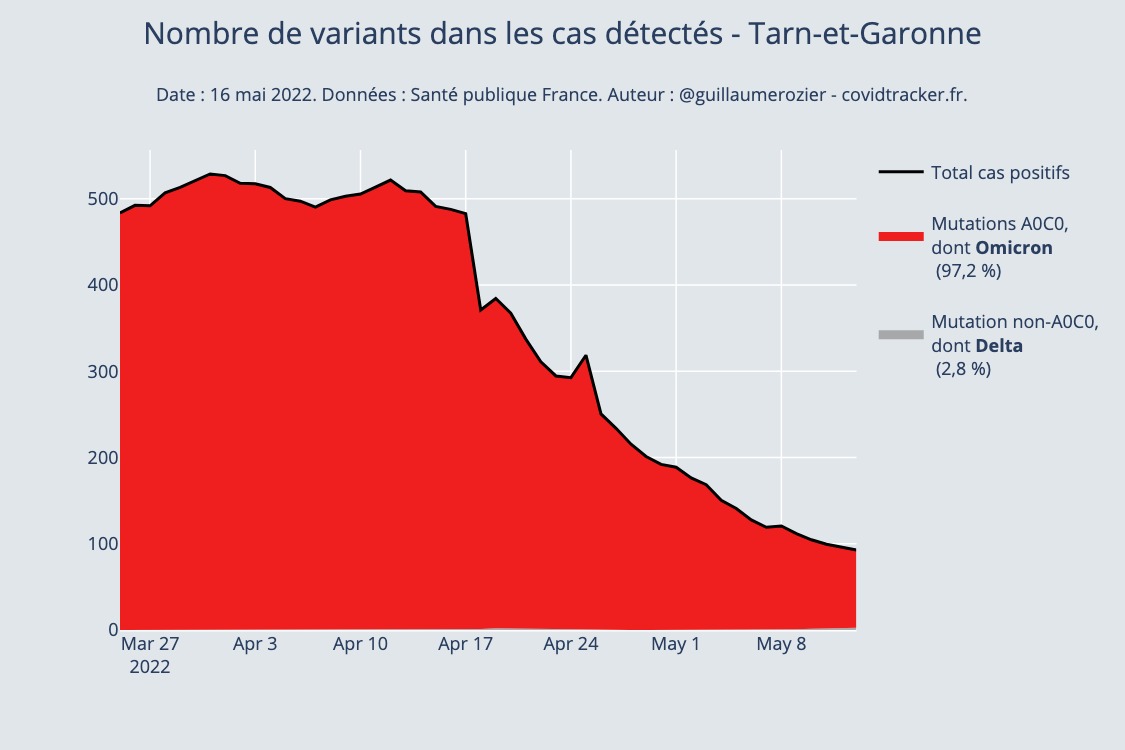 Nombre de variants dans les cas détectés - Tarn-et-Garonne
Date : 16 mai 2022. Données : Santé publique France. Auteur : @guillaumerozier - covidtracker.fr.
500
400
300
200
100
0
Mar 27
2022
Apr 3
Apr 10
Apr 17
Apr 24
May 1
May 8
Total cas positifs
Mutations A0C0,
dont Omicron
(97,2 %)
Mutation non-A0C0,
dont Delta
(2,8 %)